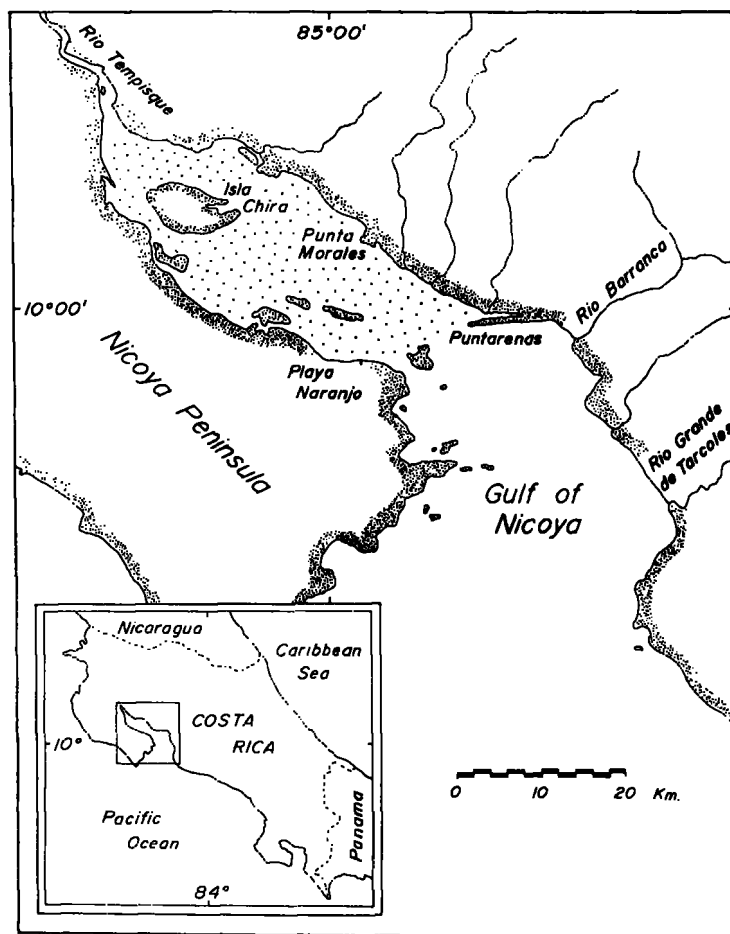 85°00'
Rio Tempisque
Isla
Chira
Punta
Morales
10°00'
Rio Barranca
Puntarenas
Playa
Naranjo
Nicoya Peninsula
Rio Grande
de Tarcoles
Gulf of
Nicoya
Nicaragua
Caribbean
Sea
COSTA
RICA
10°
Pacific
Ocean
Panama
84°
0 10 20 Km.